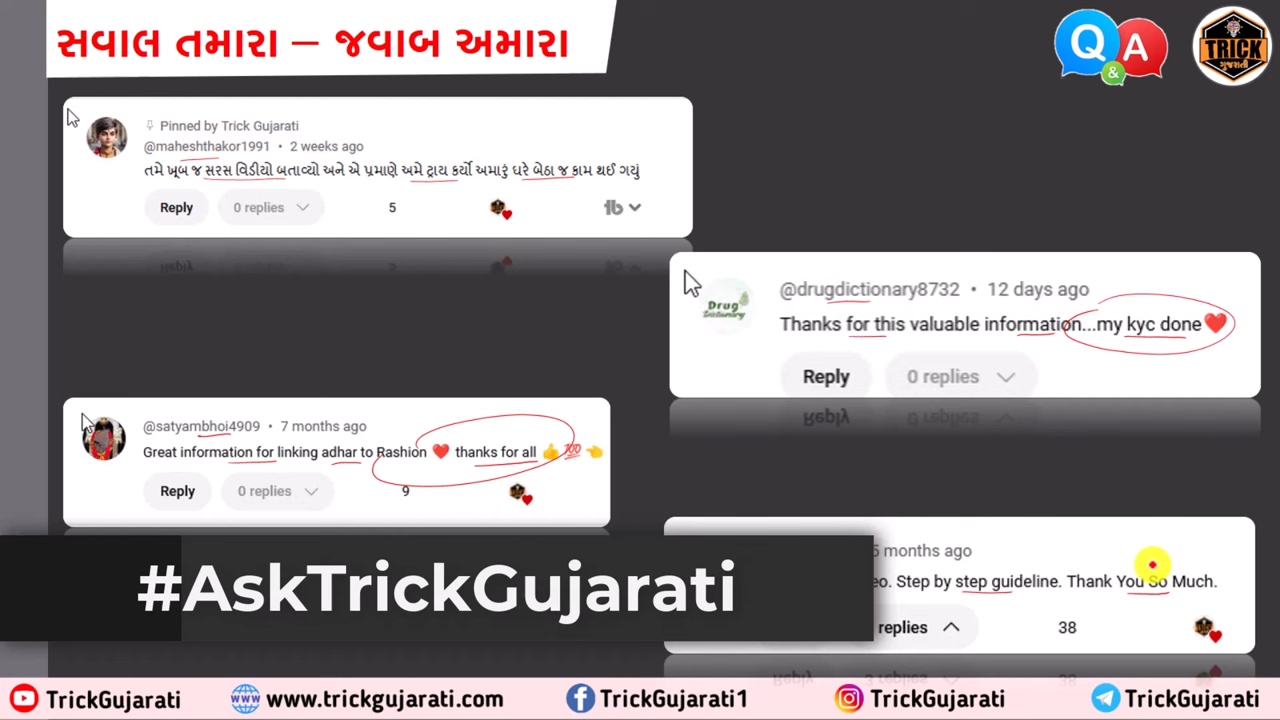 સવાલ તમારા – જવાબ અમારા
Q & A
TRICK
ગુજરાતી
Pinned by Trick Gujarati
@maheshthakor1991 • 2 weeks ago
તમે ખૂબ જ સરસ વિડીયો બતાવ્યો અને એ પ્રમાણે અમે ટ્રાય કર્યો અમારું ઘરે બેઠા જ કામ થઈ ગયું
Reply 0 replies 5
Drug
Dictionary
@drugdictionary8732 • 12 days ago
Thanks for this valuable information...my kyc done❤️
Reply 0 replies
@satyambhoi4909 • 7 months ago
Great information for linking adhar to Rashion ❤️ thanks for all 👍💯👈
Reply 0 replies 9
5 months ago
eo. Step by step guideline. Thank You So Much.
replies 38
#AskTrickGujarati
TrickGujarati www.trickgujarati.com TrickGujarati1 TrickGujarati TrickGujarati